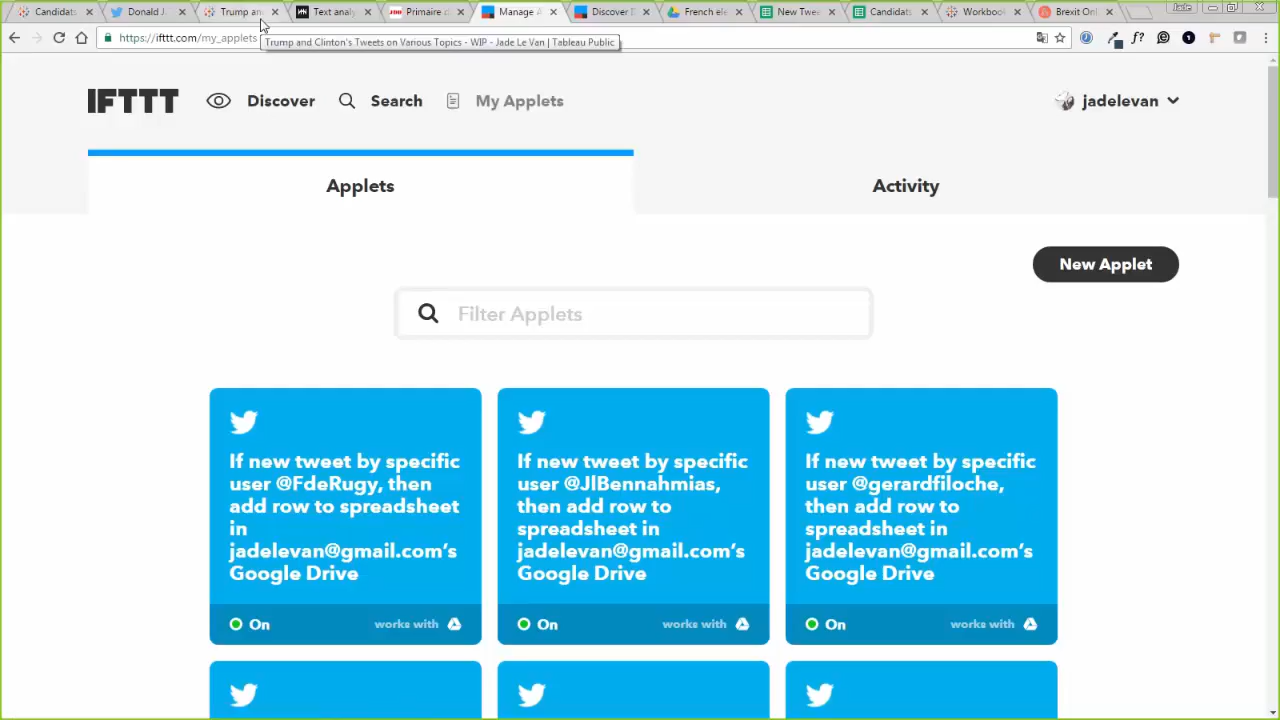 Candidats
Donald J
Trump an
Text analy
Primaire d
Manage A
Discover
French ele
New Twee
Candidats
Workboo
Brexit Om
https://ifttt.com/my_applets
Trump and Clinton's Tweets on Various Topics - WIP - Jade Le Van | Tableau Public
IFTTT
Discover
Search
My Applets
jadelevan
Applets
Activity
New Applet
Filter Applets
If new tweet by specific
user @FdeRugy, then
add row to spreadsheet
in
jadelevan@gmail.com’s
Google Drive
On
works with
If new tweet by specific
user @JlBennahmias,
then add row to
spreadsheet in
jadelevan@gmail.com’s
Google Drive
On
works with
If new tweet by specific
user @gerardfiloche,
then add row to
spreadsheet in
jadelevan@gmail.com’s
Google Drive
On
works with